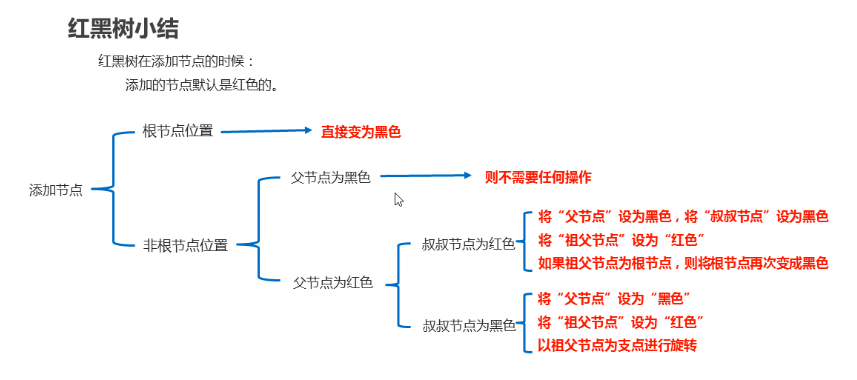 红黑树小结
红黑树在添加节点的时候：
添加的节点默认是红色的。
根节点位置
直接变为黑色
父节点为黑色
则不需要任何操作
添加节点
非根节点位置
父节点为红色
叔叔节点为红色
将“父节点”设为黑色，将“叔叔节点”设为黑色
将“祖父节点”设为“红色”
如果祖父节点为根节点，则将根节点再次变成黑色
叔叔节点为黑色
将“父节点”设为“黑色”
将“祖父节点”设为“红色”
以祖父节点为支点进行旋转